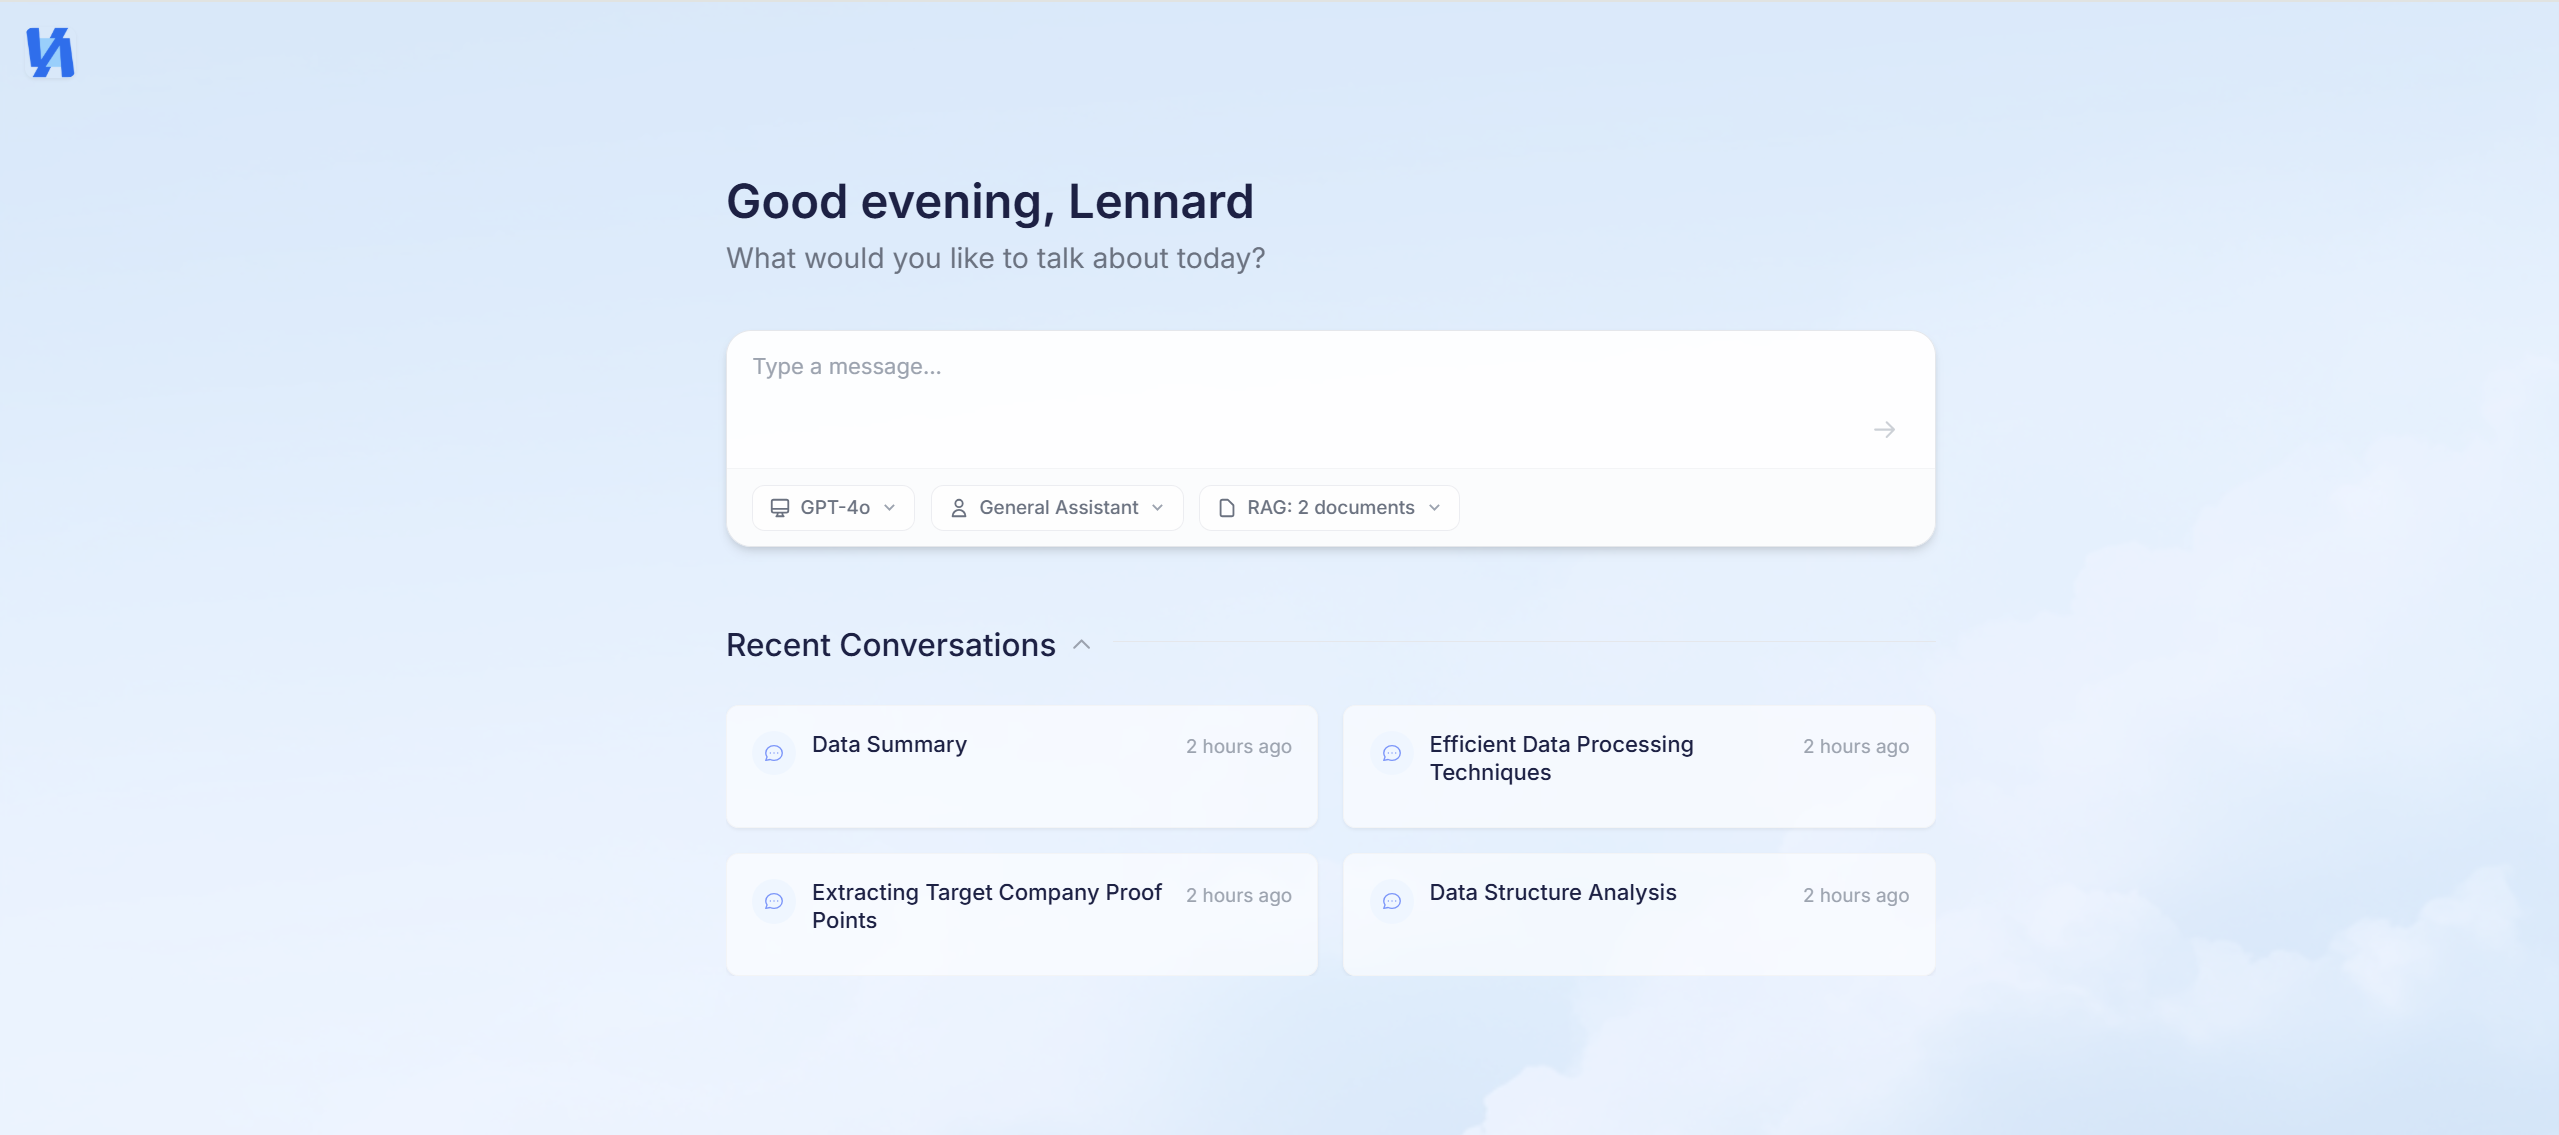 Good evening, Lennard
What would you like to talk about today?
Type a message...
GPT-4o
General Assistant
RAG: 2 documents
Recent Conversations
Data Summary
2 hours ago
Efficient Data Processing
Techniques
2 hours ago
Extracting Target Company Proof
Points
2 hours ago
Data Structure Analysis
2 hours ago